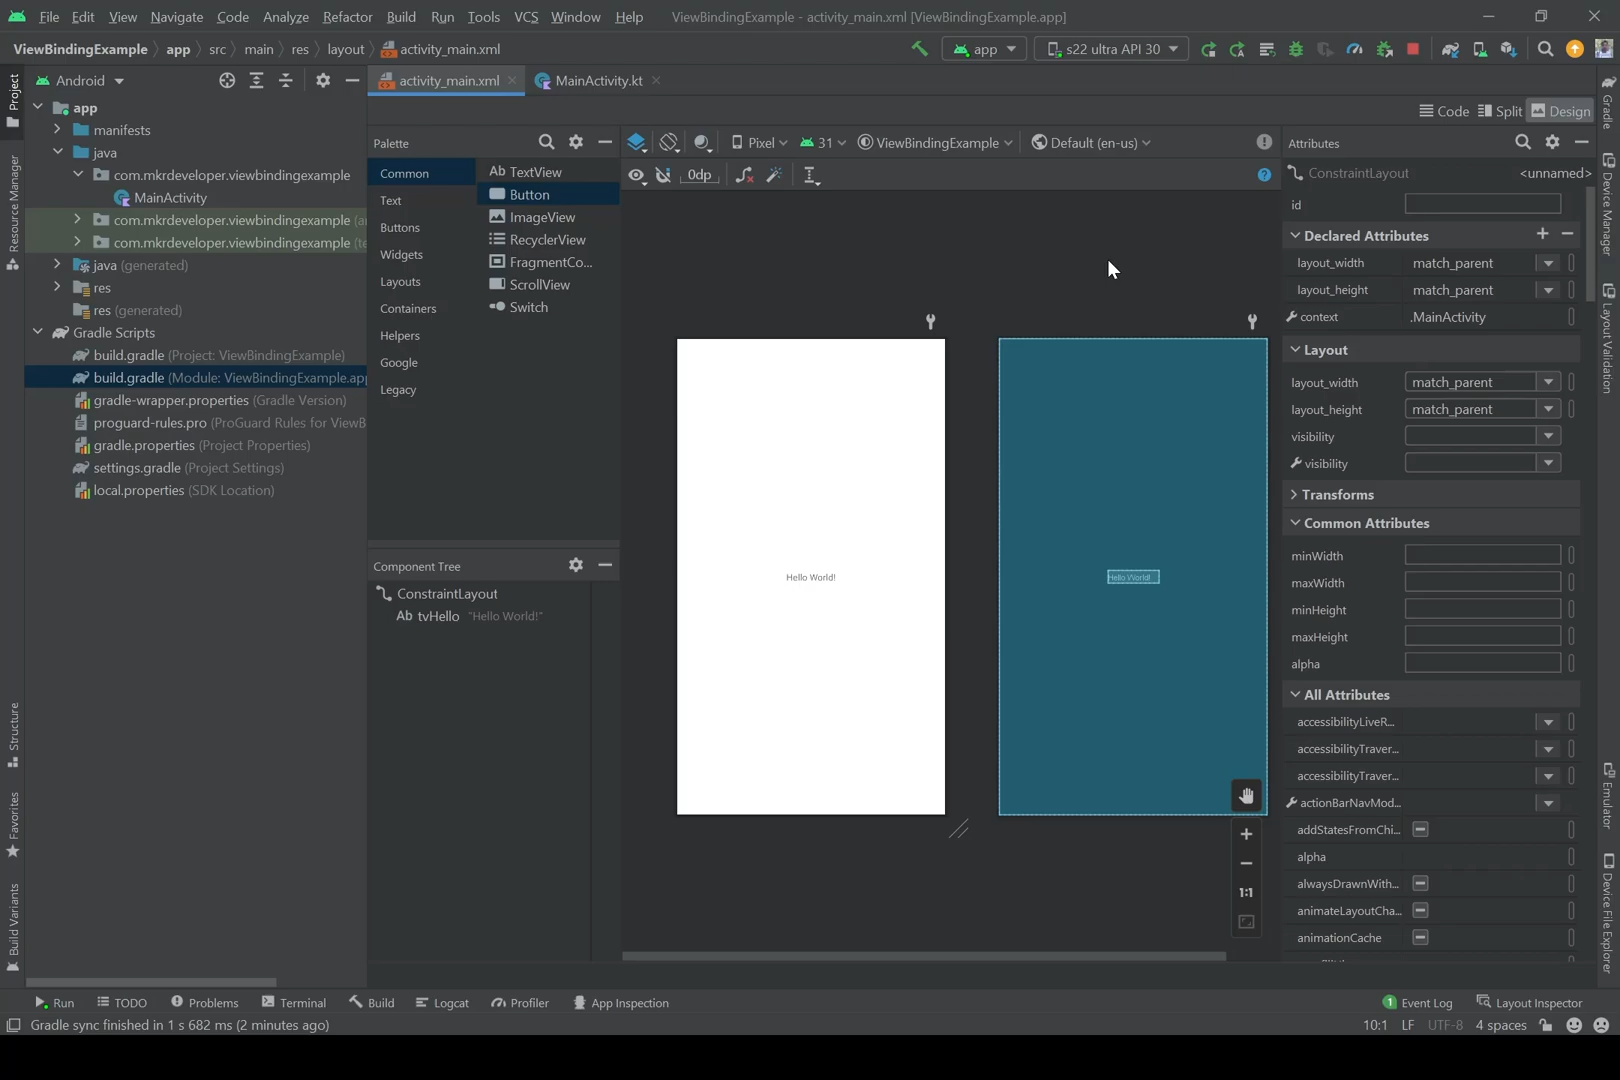 File Edit View Navigate Code Analyze Refactor Build Run Tools VCS Window Help ViewBindingExample - activity_main.xml [ViewBindingExample.app]
ViewBindingExample app src main res layout activity_main.xml app s22 ultra API 30
Project
Resource Manager
Structure
Favorites
Build Variants
Android
app
manifests
java
com.mkrdeveloper.viewbindingexample
MainActivity
com.mkrdeveloper.viewbindingexample (a
com.mkrdeveloper.viewbindingexample (te
java (generated)
res
res (generated)
Gradle Scripts
build.gradle (Project: ViewBindingExample)
build.gradle (Module: ViewBindingExample.app
gradle-wrapper.properties (Gradle Version)
proguard-rules.pro (ProGuard Rules for ViewB
gradle.properties (Project Properties)
settings.gradle (Project Settings)
local.properties (SDK Location)
activity_main.xml MainActivity.kt
Code Split Design
Palette
Common
Text
Buttons
Widgets
Layouts
Containers
Helpers
Google
Legacy
Ab TextView
Button
ImageView
RecyclerView
FragmentCo...
ScrollView
Switch
Component Tree
ConstraintLayout
Ab tvHello "Hello World!"
Pixel 31 ViewBindingExample Default (en-us)
0dp
Hello World!
Hello World!
1:1
Attributes
ConstraintLayout <unnamed>
id
Declared Attributes
layout_width match_parent
layout_height match_parent
context .MainActivity
Layout
layout_width match_parent
layout_height match_parent
visibility
visibility
Transforms
Common Attributes
minWidth
maxWidth
minHeight
maxHeight
alpha
All Attributes
accessibilityLiveR...
accessibilityTraver...
accessibilityTraver...
actionBarNavMod...
addStatesFromChi...
alpha
alwaysDrawnWith...
animateLayoutCha...
animationCache
Gradle
Device Manager
Layout Validation
Emulator
Device File Explorer
Run TODO Problems Terminal Build Logcat Profiler App Inspection 1 Event Log Layout Inspector
Gradle sync finished in 1 s 682 ms (2 minutes ago) 10:1 LF UTF-8 4 spaces